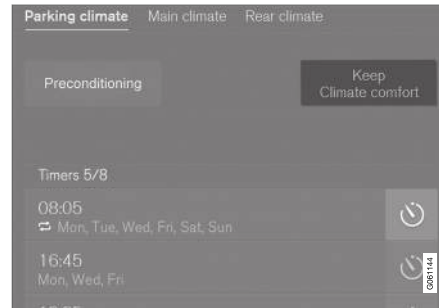 Parking climate Main climate Rear climate
Preconditioning
Keep
Climate comfort
Timers 5/8
08:05
Mon, Tue, Wed, Fri, Sat, Sun
16:45
Mon, Wed, Fri
G061144